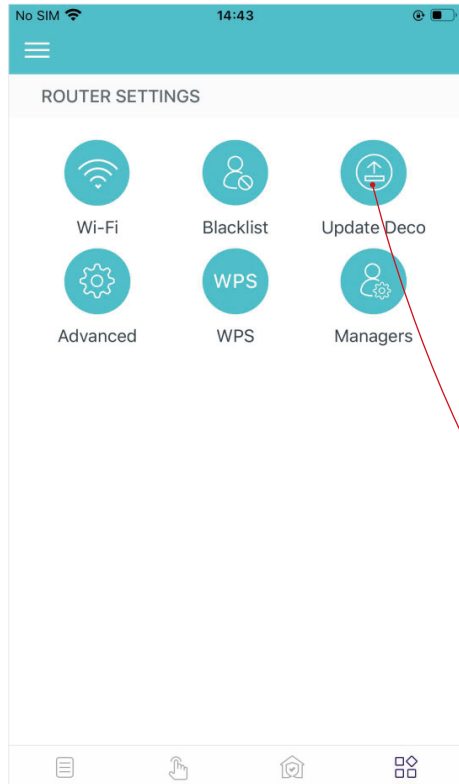 No SIM 14:43
ROUTER SETTINGS
Wi-Fi Blacklist Update Deco
WPS
Advanced WPS Managers